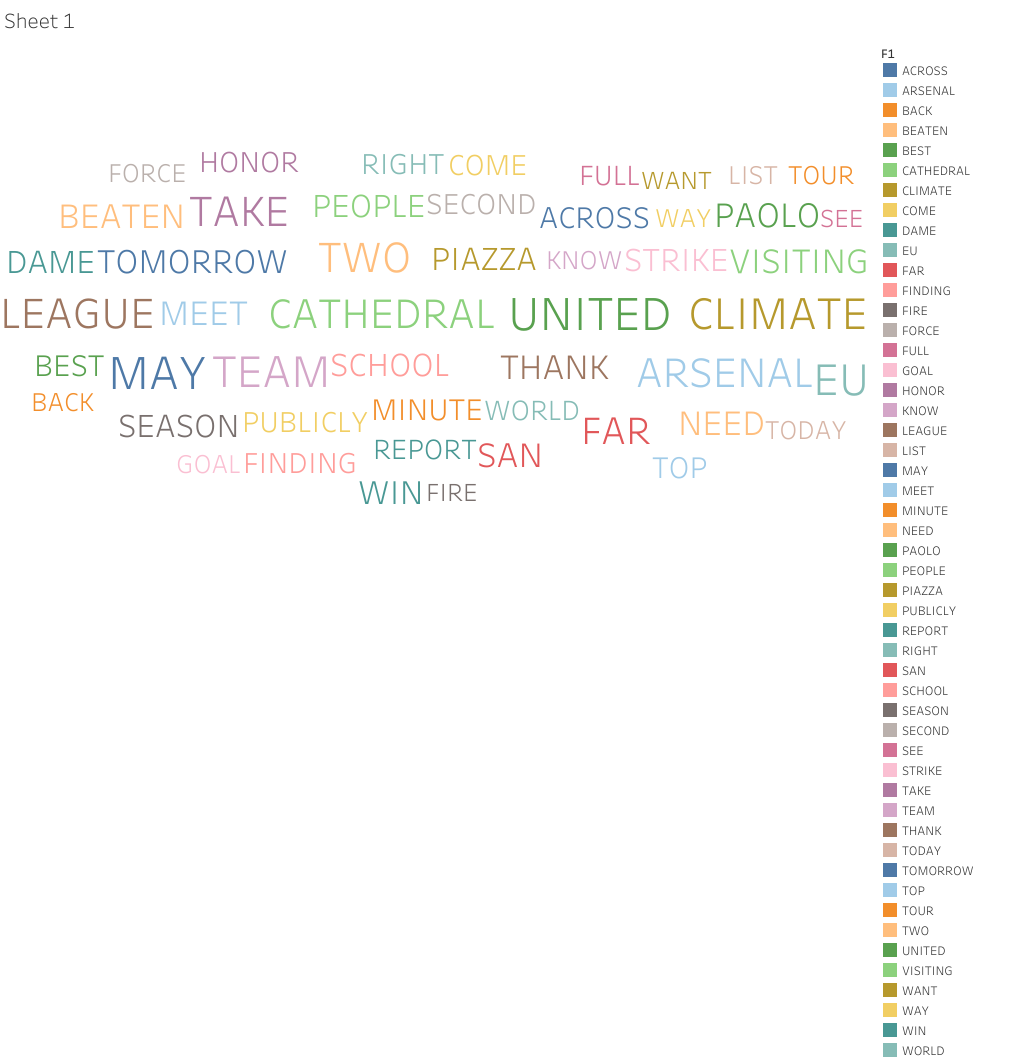 Sheet 1
FORCE HONOR RIGHT COME FULL WANT LIST TOUR
BEATEN TAKE PEOPLE SECOND ACROSS WAY PAOLO SEE
DAME TOMORROW TWO PIAZZA KNOW STRIKE VISITING
LEAGUE MEET CATHEDRAL UNITED CLIMATE
BEST MAY TEAM SCHOOL THANK ARSENAL EU
BACK SEASON PUBLICLY MINUTE WORLD FAR NEED TODAY
GOAL FINDING REPORT SAN TOP
WIN FIRE
F1
ACROSS
ARSENAL
BACK
BEATEN
BEST
CATHEDRAL
CLIMATE
COME
DAME
EU
FAR
FINDING
FIRE
FORCE
FULL
GOAL
HONOR
KNOW
LEAGUE
LIST
MAY
MEET
MINUTE
NEED
PAOLO
PEOPLE
PIAZZA
PUBLICLY
REPORT
RIGHT
SAN
SCHOOL
SEASON
SECOND
SEE
STRIKE
TAKE
TEAM
THANK
TODAY
TOMORROW
TOP
TOUR
TWO
UNITED
VISITING
WANT
WAY
WIN
WORLD